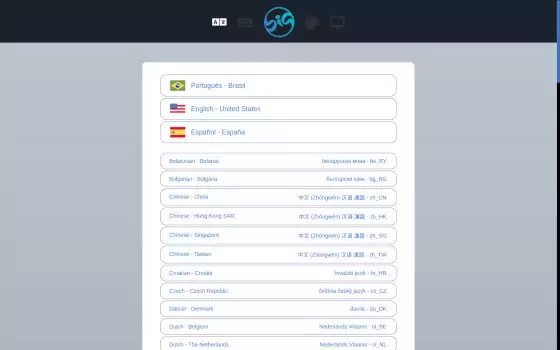 BIG
Português - Brasil
English - United States
Español - España
Belarusian - Belarus беларуская мова - be_BY
Bulgarian - Bulgaria български език - bg_BG
Chinese - China 中文 (Zhōngwén) 汉语 漢語 - zh_CN
Chinese - Hong Kong SAR 中文 (Zhōngwén) 汉语 漢語 - zh_HK
Chinese - Singapore 中文 (Zhōngwén) 汉语 漢語 - zh_SG
Chinese - Taiwan 中文 (Zhōngwén) 汉语 漢語 - zh_TW
Croatian - Croatia hrvatski jezik - hr_HR
Czech - Czech Republic čeština český jazyk - cs_CZ
Danish - Denmark dansk - da_DK
Dutch - Belgium Nederlands Vlaams - nl_BE
Dutch - The Netherlands Nederlands Vlaams - nl_NL